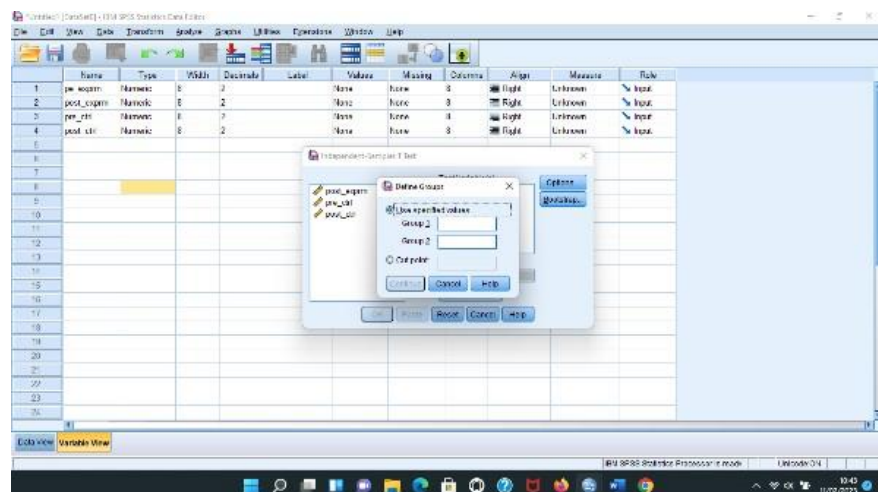 *Untitled1 [DataSet0] - IBM SPSS Statistics Data Editor
File Edit View Data Transform Analyze Graphs Utilities Extensions Window Help
Name Type Width Decimals Label Values Missing Columns Align Measure Role
1 pe_exprm Numeric 8 2 None None 8 Right Unknown Input
2 post_exprm Numeric 8 2 None None 8 Right Unknown Input
3 pre_ctrl Numeric 8 2 None None 8 Right Unknown Input
4 post_ctrl Numeric 8 2 None None 8 Right Unknown Input
5
6
7
8
9
10
11
12
13
14
15
16
17
18
19
20
21
22
23
24
Independent-Samples T Test
post_exprm
pre_ctrl
post_ctrl
Options...
Bootstrap...
Define Groups
Use specified values
Group 1:
Group 2:
Cut point:
Continue Cancel Help
OK Paste Reset Cancel Help
Data View Variable View
IBM SPSS Statistics Processor is ready Unicode:ON
10:45